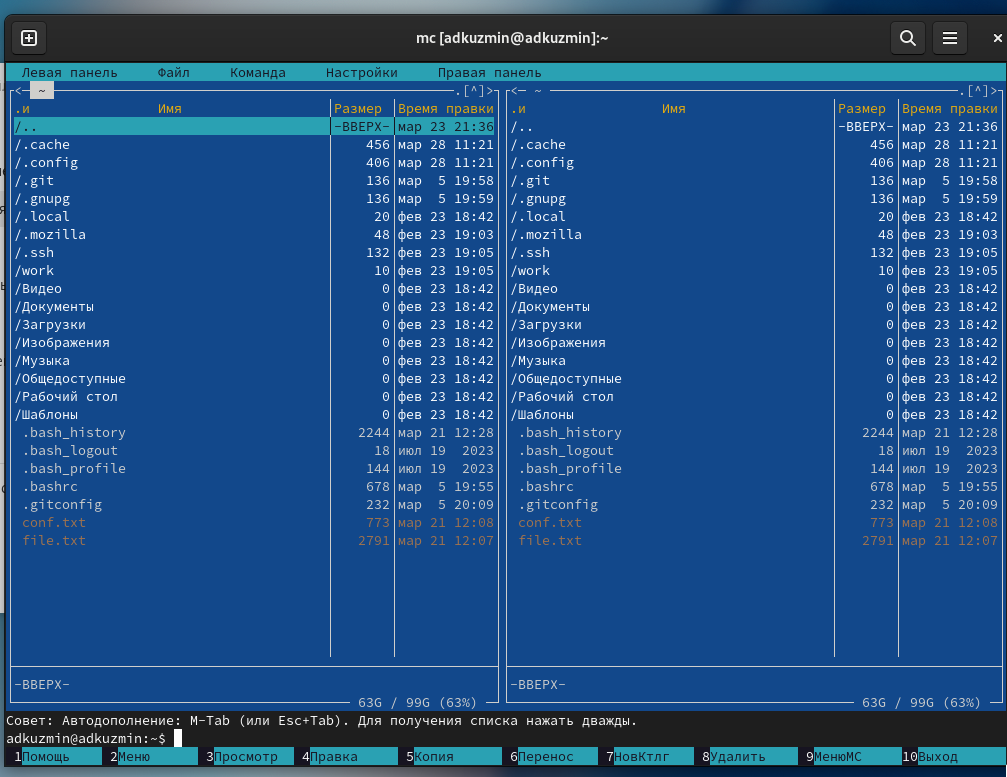 mc [adkuzmin@adkuzmin]:~
Левая панель Файл Команда Настройки Правая панель
<- ~ .[^]> <- ~ .[^]>
.и Имя Размер Время правки .и Имя Размер Время правки
/.. -ВВЕРХ- мар 23 21:36 /.. -ВВЕРХ- мар 23 21:36
/.cache 456 мар 28 11:21 /.cache 456 мар 28 11:21
/.config 406 мар 28 11:21 /.config 406 мар 28 11:21
/.git 136 мар 5 19:58 /.git 136 мар 5 19:58
/.gnupg 136 мар 5 19:59 /.gnupg 136 мар 5 19:59
/.local 20 фев 23 18:42 /.local 20 фев 23 18:42
/.mozilla 48 фев 23 19:03 /.mozilla 48 фев 23 19:03
/.ssh 132 фев 23 19:05 /.ssh 132 фев 23 19:05
/work 10 фев 23 19:05 /work 10 фев 23 19:05
/Видео 0 фев 23 18:42 /Видео 0 фев 23 18:42
/Документы 0 фев 23 18:42 /Документы 0 фев 23 18:42
/Загрузки 0 фев 23 18:42 /Загрузки 0 фев 23 18:42
/Изображения 0 фев 23 18:42 /Изображения 0 фев 23 18:42
/Музыка 0 фев 23 18:42 /Музыка 0 фев 23 18:42
/Общедоступные 0 фев 23 18:42 /Общедоступные 0 фев 23 18:42
/Рабочий стол 0 фев 23 18:42 /Рабочий стол 0 фев 23 18:42
/Шаблоны 0 фев 23 18:42 /Шаблоны 0 фев 23 18:42
.bash_history 2244 мар 21 12:28 .bash_history 2244 мар 21 12:28
.bash_logout 18 июл 19 2023 .bash_logout 18 июл 19 2023
.bash_profile 144 июл 19 2023 .bash_profile 144 июл 19 2023
.bashrc 678 мар 5 19:55 .bashrc 678 мар 5 19:55
.gitconfig 232 мар 5 20:09 .gitconfig 232 мар 5 20:09
conf.txt 773 мар 21 12:08 conf.txt 773 мар 21 12:08
file.txt 2791 мар 21 12:07 file.txt 2791 мар 21 12:07
-ВВЕРХ- -ВВЕРХ-
63G / 99G (63%) 63G / 99G (63%)
Совет: Автодополнение: M-Tab (или Esc+Tab). Для получения списка нажать дважды.
adkuzmin@adkuzmin:~$
1Помощь 2Меню 3Просмотр 4Правка 5Копия 6Перенос 7НовКтлг 8Удалить 9МенюMC 10Выход